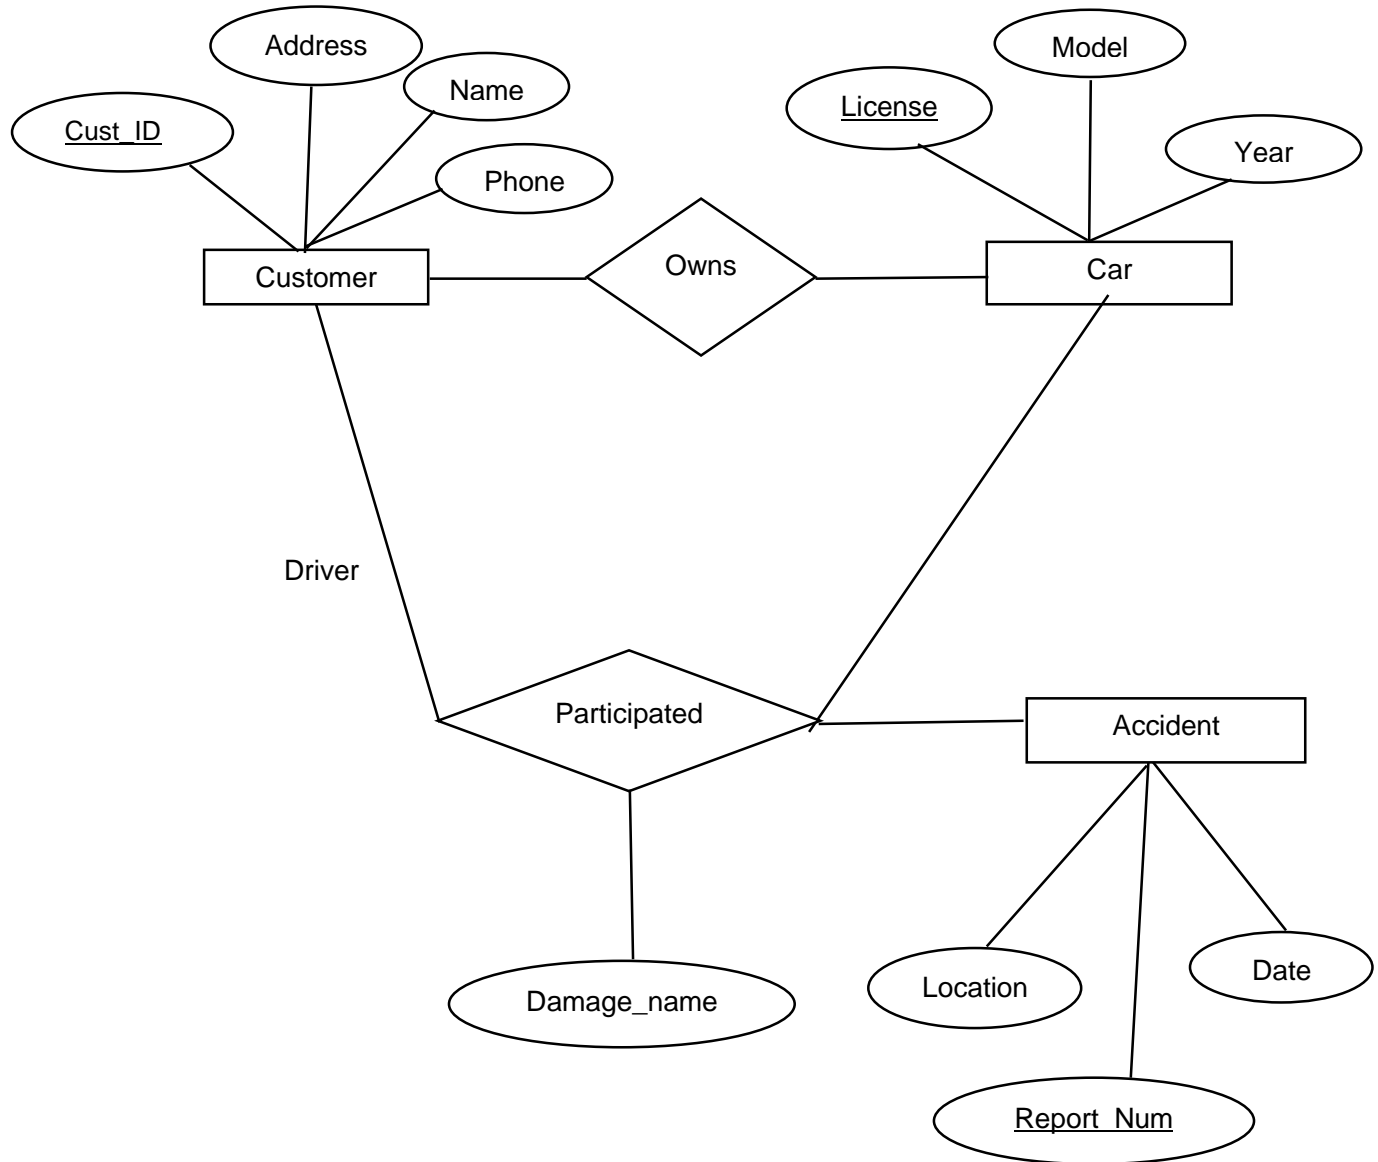 Address
Model
Name
License
Cust_ID
Year
Phone
Owns
Car
Customer
Driver
Participated
Accident
Date
Location
Damage_name
Report_Num